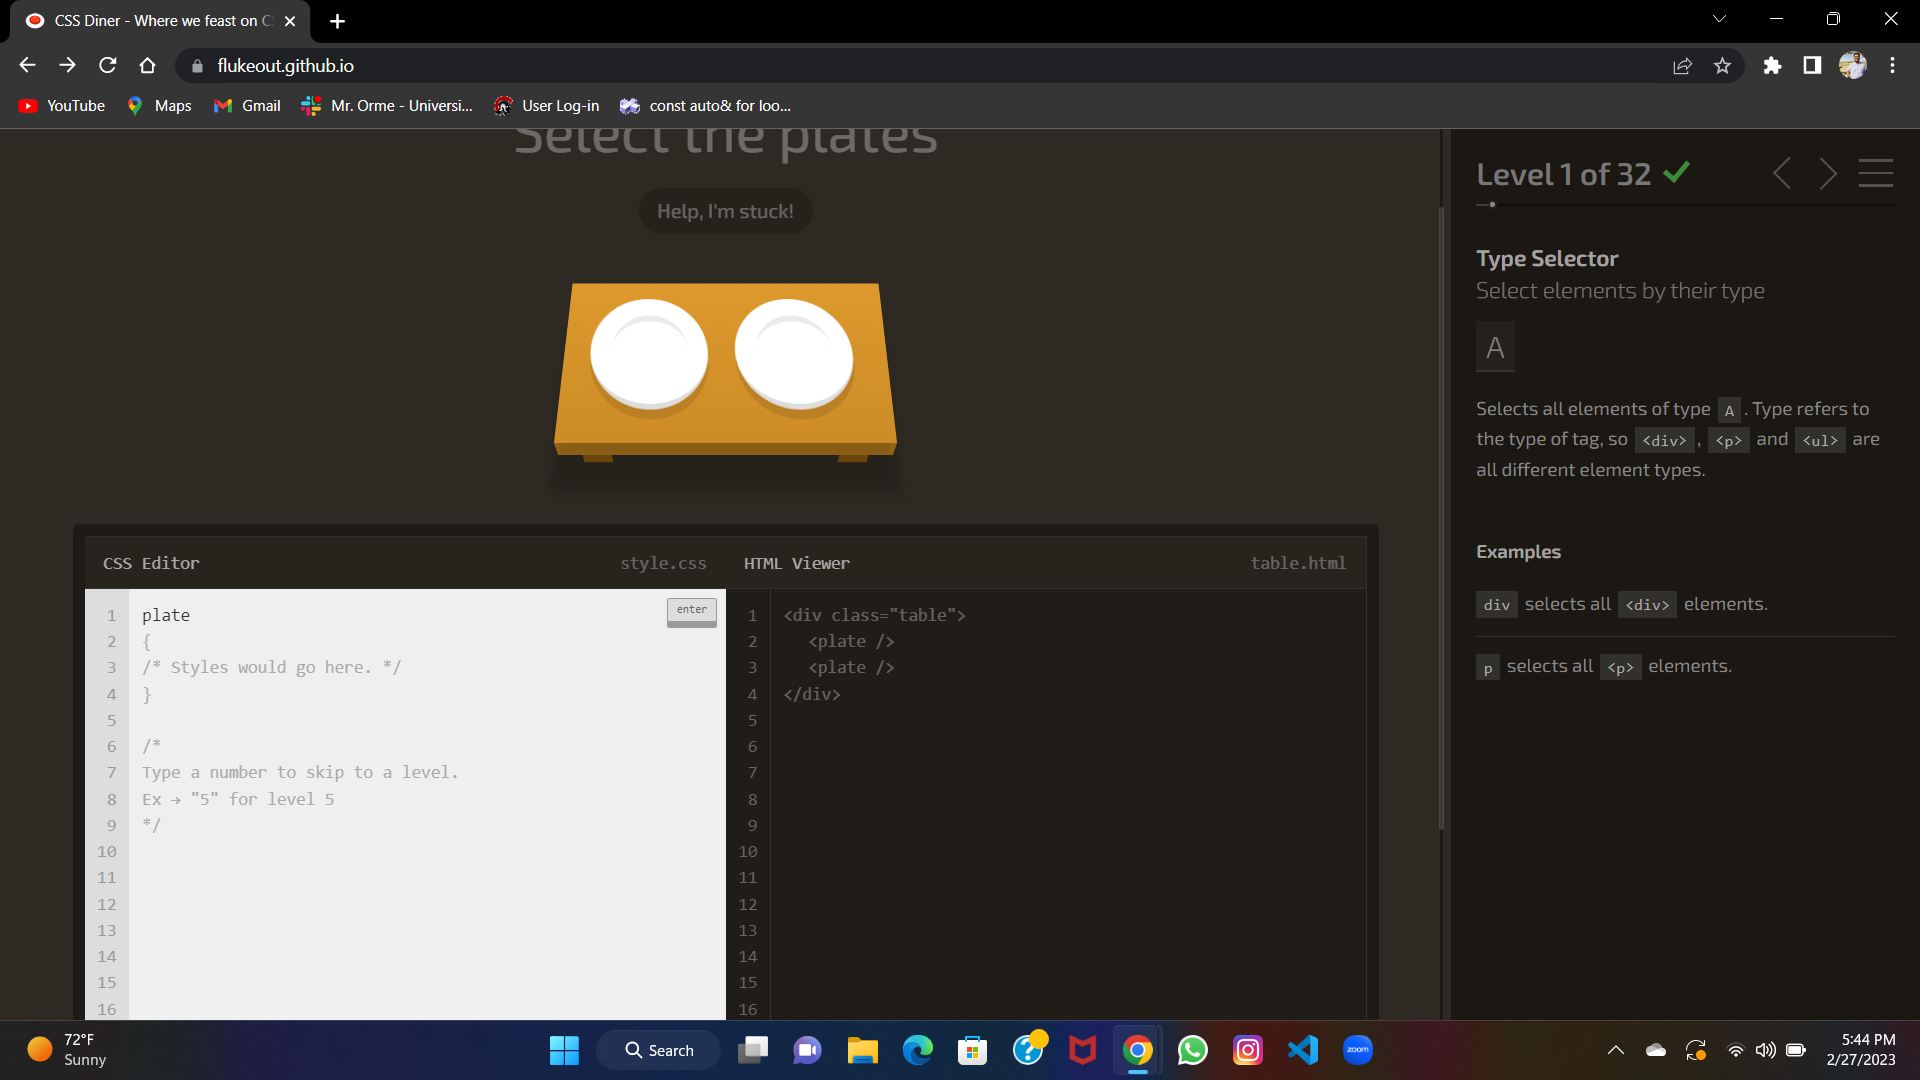 CSS Diner - Where we feast on C
flukeout.github.io
YouTube
Maps
Gmail
Mr. Orme - Universi...
User Log-in
const auto& for loo...
Select the plates
Help, I'm stuck!
CSS Editor
style.css
HTML Viewer
table.html
1 plate
enter
2 {
3 /* Styles would go here. */
4 }
5
6 /*
7 Type a number to skip to a level.
8 Ex → "5" for level 5
9 */
10
11
12
13
14
15
16
1 <div class="table">
2 <plate />
3 <plate />
4 </div>
5
6
7
8
9
10
11
12
13
14
15
16
Level 1 of 32
Type Selector
Select elements by their type
A
Selects all elements of type A . Type refers to
the type of tag, so <div> , <p> and <ul> are
all different element types.
Examples
div selects all <div> elements.
p selects all <p> elements.
72°F
Sunny
Search
zoom
5:44 PM
2/27/2023